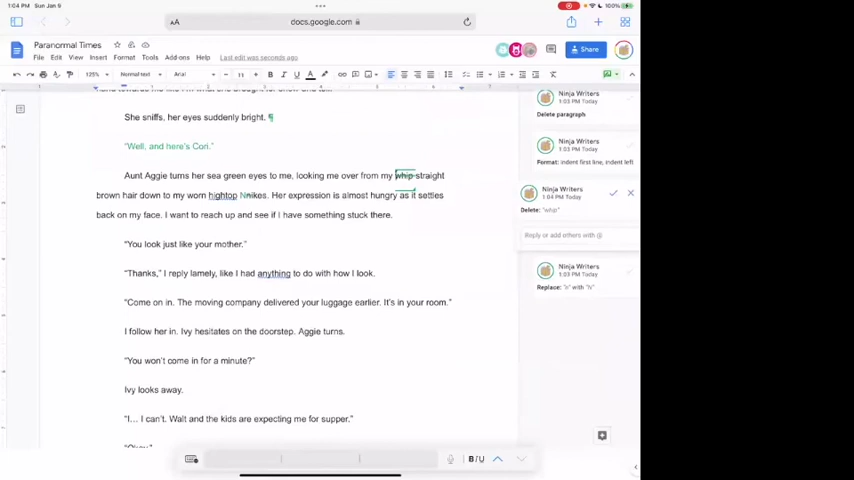 1:04 PM Sun Jan 9
100%
AA
docs.google.com
Paranormal Times
File Edit View Insert Format Tools Add-ons Help Last edit was seconds ago
Share
125% Normal text Arial 11 B I U A
She sniffs, her eyes suddenly bright. ¶
“Well, and here’s Cori.”
Aunt Aggie turns her sea green eyes to me, looking me over from my whip straight
brown hair down to my worn hightop Nnikes. Her expression is almost hungry as it settles
back on my face. I want to reach up and see if I have something stuck there.
“You look just like your mother.”
“Thanks,” I reply lamely, like I had anything to do with how I look.
“Come on in. The moving company delivered your luggage earlier. It’s in your room.”
I follow her in. Ivy hesitates on the doorstep. Aggie turns.
“You won’t come in for a minute?”
Ivy looks away.
“I… I can’t. Walt and the kids are expecting me for supper.”
“Okay.”
Ninja Writers
1:03 PM Today
Delete paragraph
Ninja Writers
1:03 PM Today
Format: indent first line, indent left
Ninja Writers
1:04 PM Today
Delete: “whip”
Reply or add others with @
Ninja Writers
1:03 PM Today
Replace: “n” with “N”
B I U